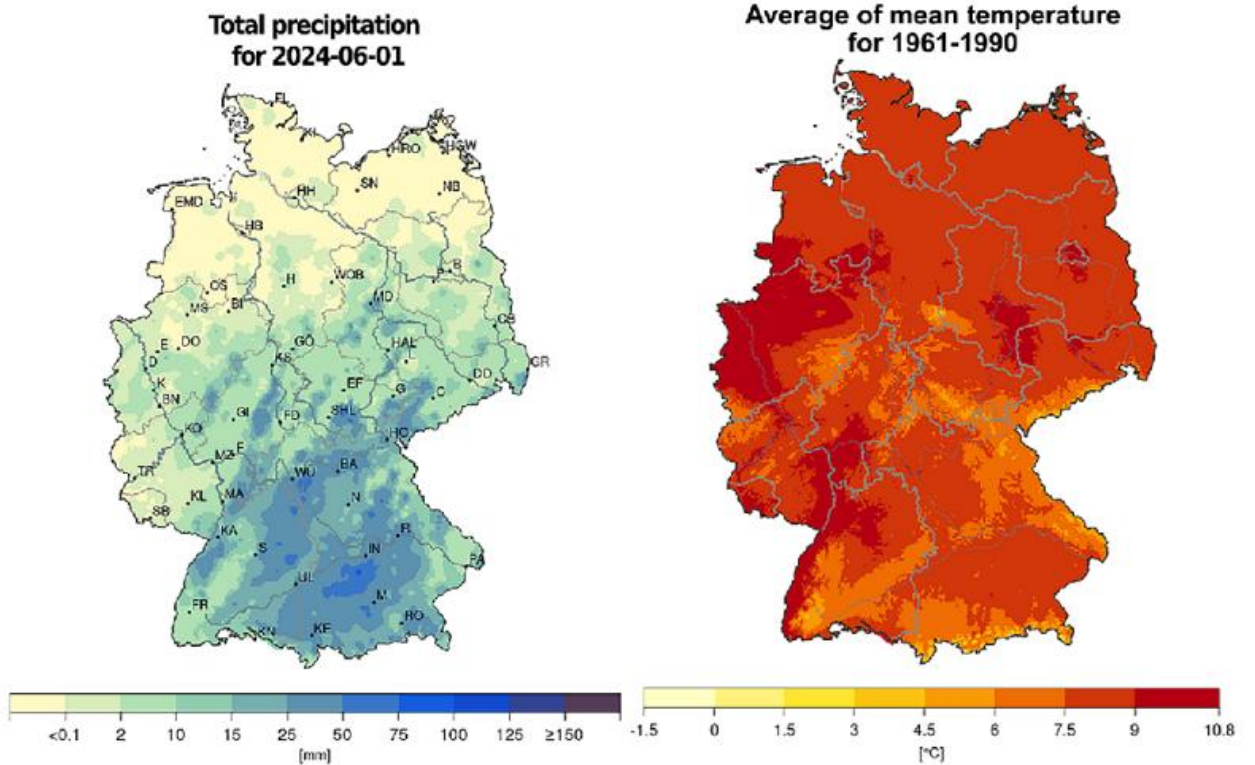 Total precipitation
for 2024-06-01
Average of mean temperature
for 1961-1990
HRO
HGW
HH
SN
NB
EMD
HB
B
P
H
WOB
OS
MD
MS
BI
CB
E
DO
GÖ
HAL
L
D
KS
GR
K
EF
G
DD
C
BN
GI
FD
SHL
KO
HO
F
MZ
BA
TR
WÜ
KL
MA
N
SB
KA
R
S
IN
PA
UL
FR
M
RO
KN
KE
<0.1 2 10 15 25 50 75 100 125 ≥150
[mm]
-1.5 0 1.5 3 4.5 6 7.5 9 10.8
[°C]